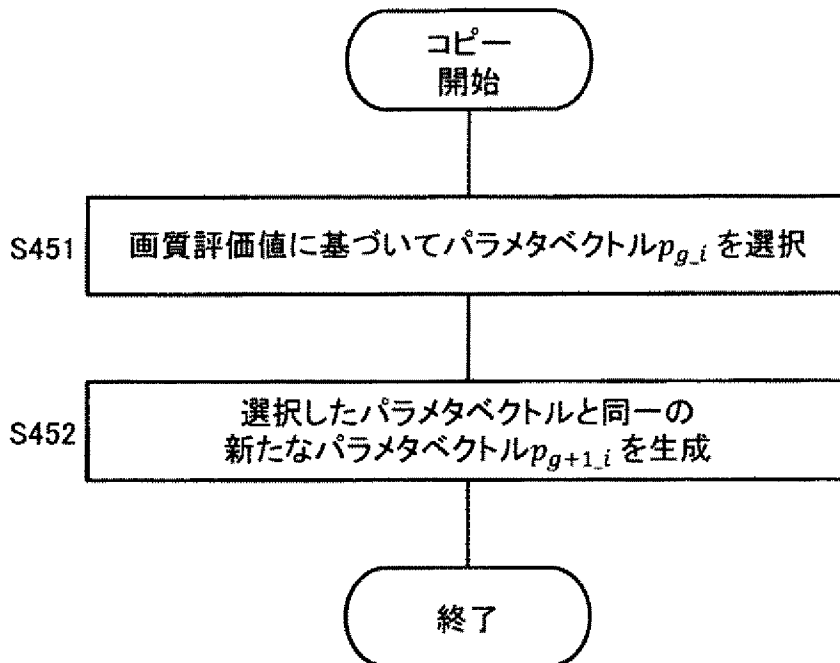 コピー
開始
S451
画質評価値に基づいてパラメタベクトルp_{g_i} を選択
S452
選択したパラメタベクトルと同一の
新たなパラメタベクトルp_{g+1_i} を生成
終了